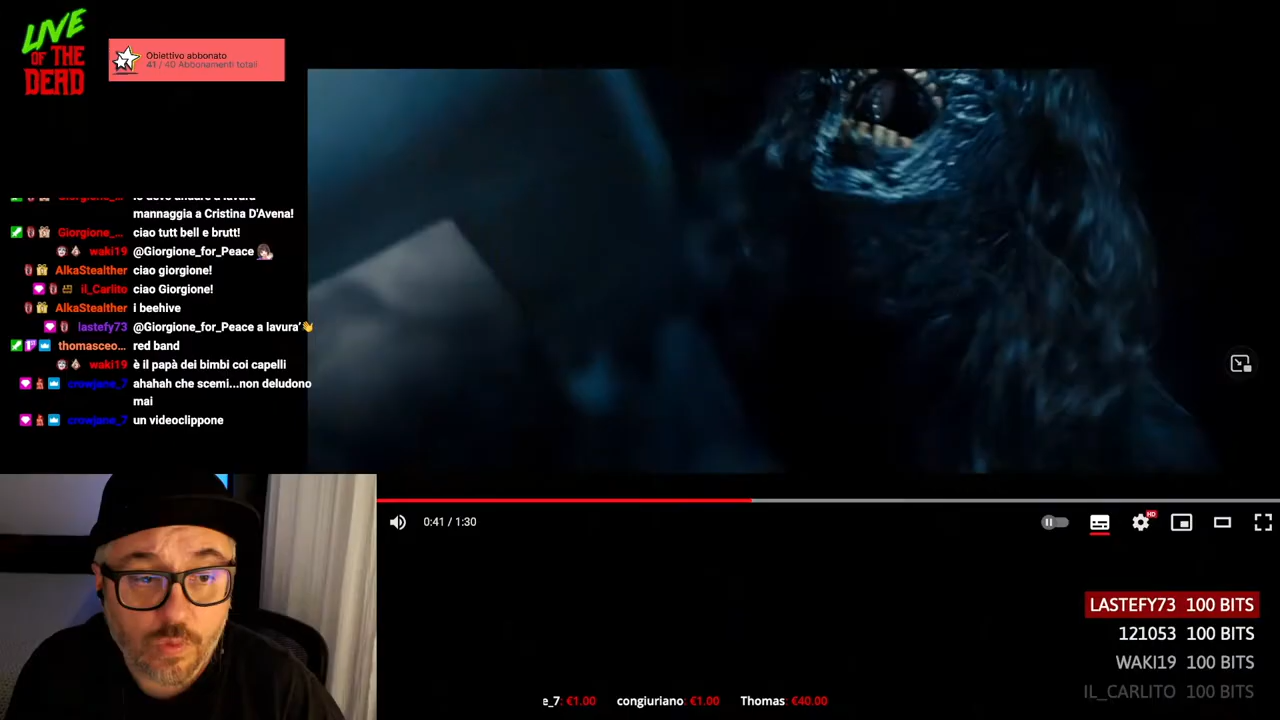 LIVE
OF THE
DEAD
Obiettivo abbonato
41 / 40 Abbonamenti totali
mannaggia a Cristina D'Avena!
Giorgione_... ciao tutt bell e brutt!
waki19 @Giorgione_for_Peace
AlkaStealther ciao giorgione!
il_Carlito ciao Giorgione!
AlkaStealther i beehive
lastefy73 @Giorgione_for_Peace a lavura'
thomasceo... red band
waki19 è il papà dei bimbi coi capelli
crowjane_7 ahahah che scemi...non deludono
mai
crowjane_7 un videoclippone
0:41 / 1:30
HD
LASTEFY73 100 BITS
121053 100 BITS
WAKI19 100 BITS
IL_CARLITO 100 BITS
e_7: €1.00 congiuriano: €1.00 Thomas: €40.00